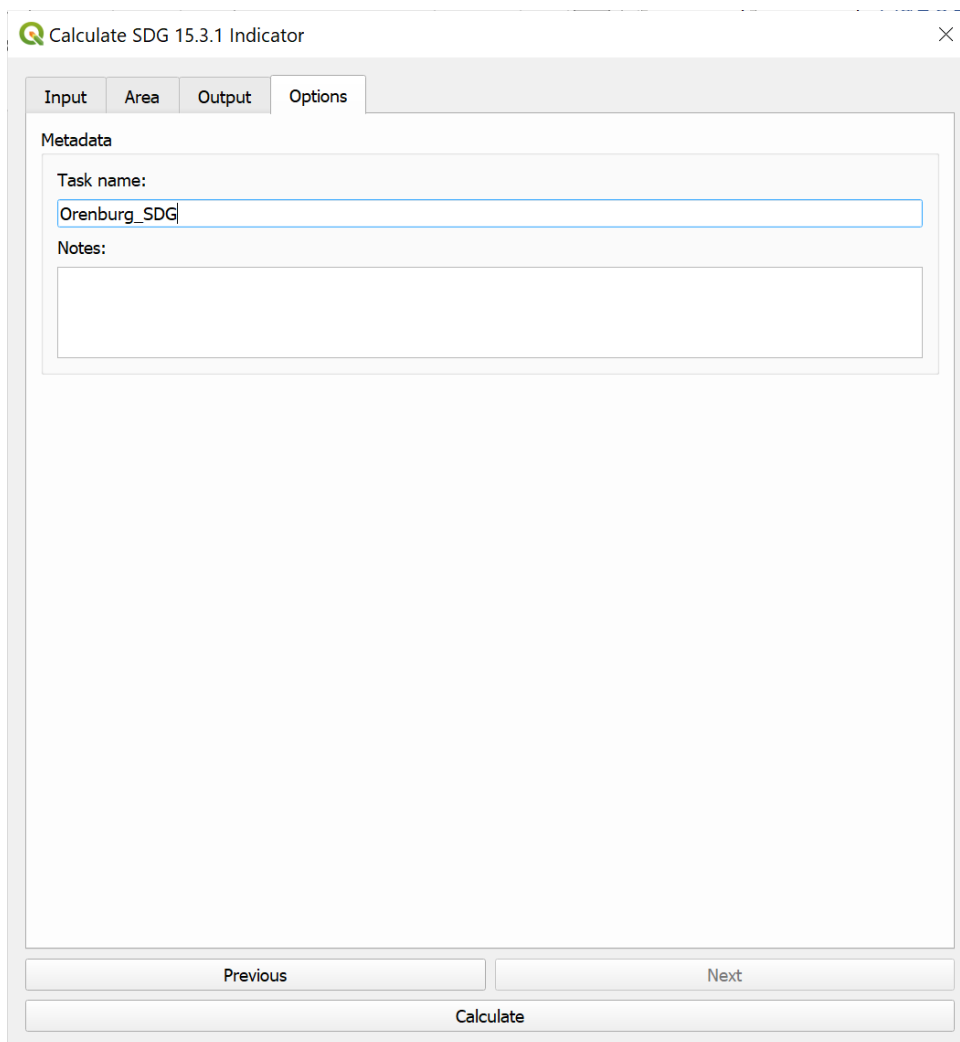 Calculate SDG 15.3.1 Indicator
Input Area Output Options
Metadata
Task name:
Orenburg_SDG
Notes:
Previous Next
Calculate